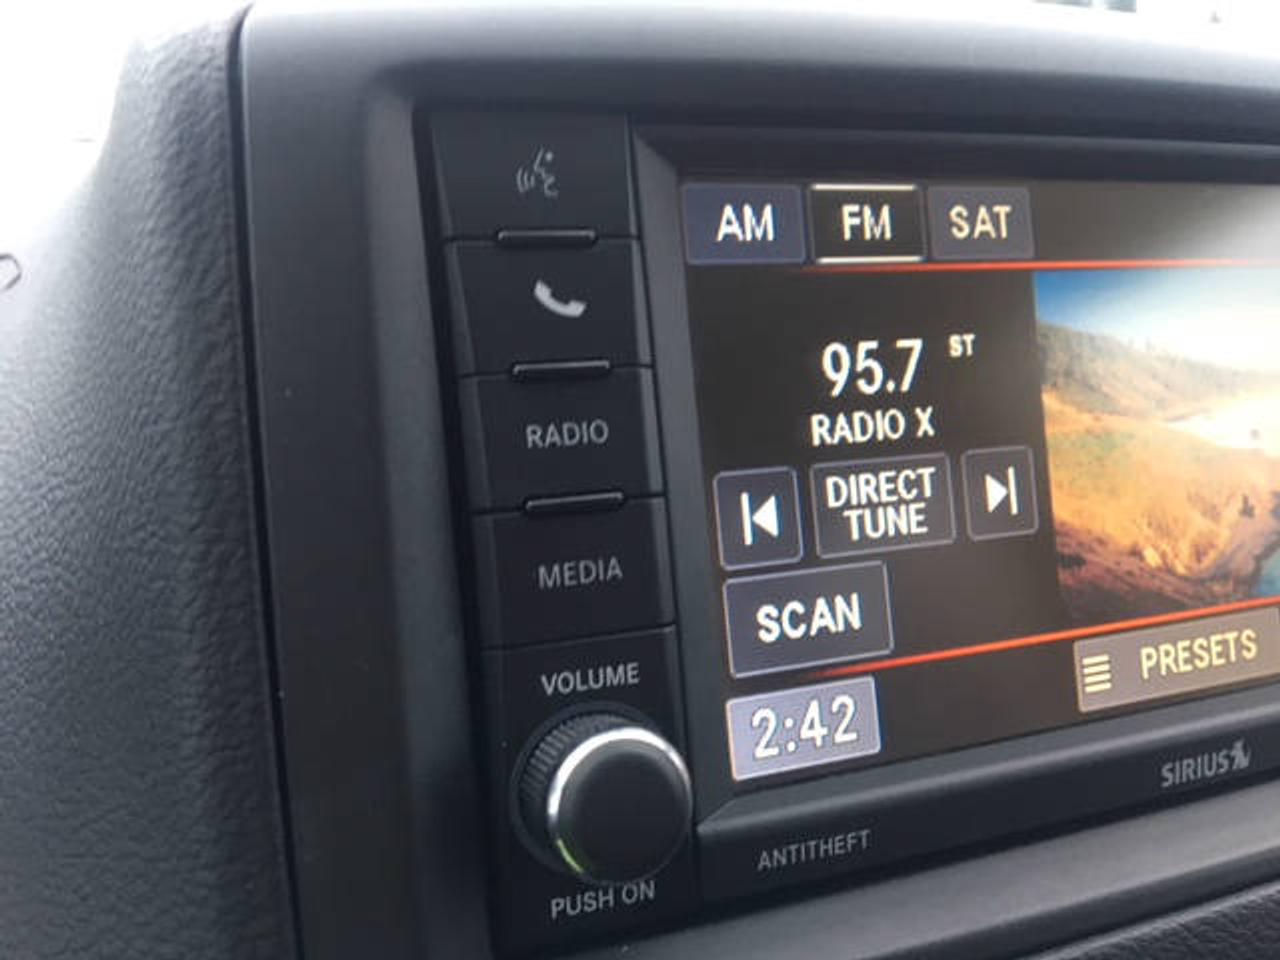 AM FM SAT
95.7 ST
RADIO X
RADIO
DIRECT
TUNE
MEDIA
SCAN
VOLUME
PRESETS
2:42
SIRIUS
ANTITHEFT
PUSH ON